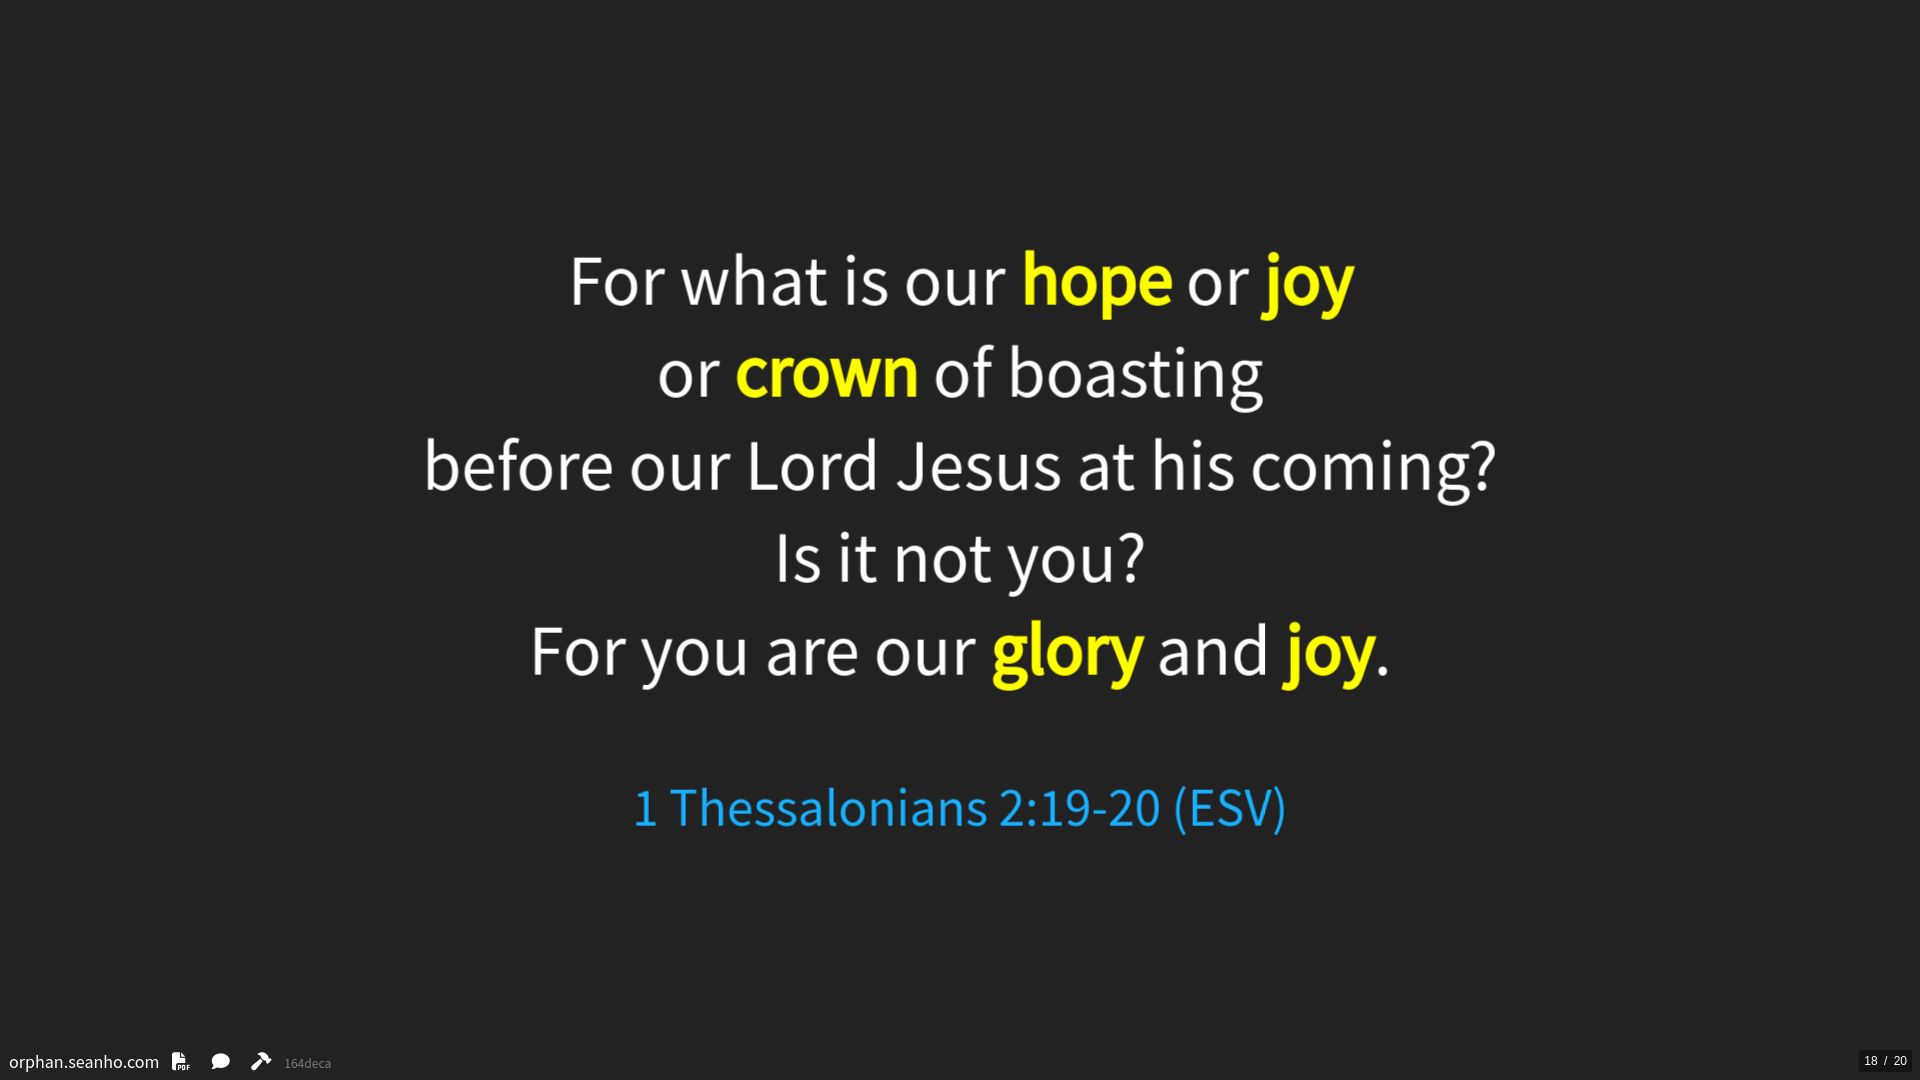 For what is our hope or joy
or crown of boasting
before our Lord Jesus at his coming?
Is it not you?
For you are our glory and joy.
1 Thessalonians 2:19-20 (ESV)
orphan.seanho.com PDF 164deca
18 / 20